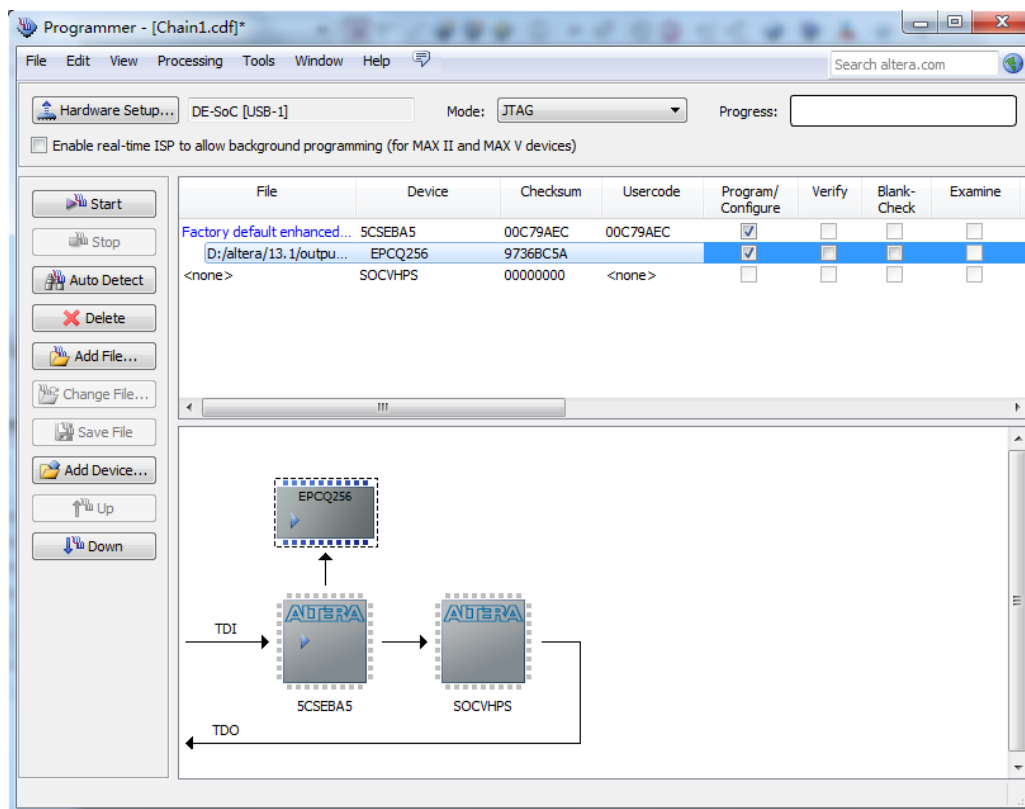 Programmer - [Chain1.cdf]*
File Edit View Processing Tools Window Help
Search altera.com
Hardware Setup... DE-SoC [USB-1] Mode: JTAG Progress:
Enable real-time ISP to allow background programming (for MAX II and MAX V devices)
Start
Stop
Auto Detect
Delete
Add File...
Change File...
Save File
Add Device...
Up
Down
File Device Checksum Usercode Program/ Configure Verify Blank- Check Examine
Factory default enhanced... 5CSEBA5 00C79AEC 00C79AEC
D:/altera/13.1/outpu... EPCQ256 9736BC5A
<none> SOCVHPS 00000000 <none>
EPCQ256
TDI
ALTERA
ALTERA
5CSEBA5
SOCVHPS
TDO